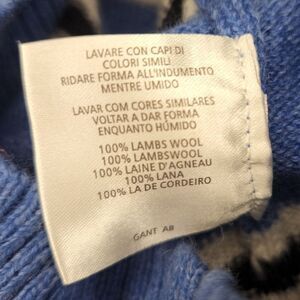 LAVARE CON CAPI DI
COLORI SIMILI
RIDARE FORMA ALL'INDUMENTO
MENTRE UMIDO
LAVAR COM CORES SIMILARES
VOLTAR A DAR FORMA
ENQUANTO HÚMIDO
100% LAMBS WOOL
100% LAMBSWOOL
100% LAINE D'AGNEAU
100% LANA
100% LA DE CORDEIRO
GANT AB